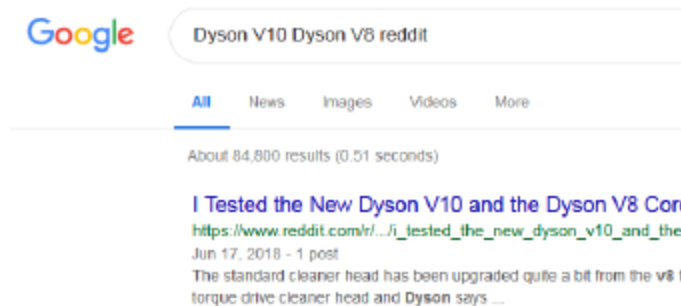 Google
Dyson V10 Dyson V8 reddit
All News Images Videos More
About 84,800 results (0.51 seconds)
I Tested the New Dyson V10 and the Dyson V8 Cor
https://www.reddit.com/r/.../i_tested_the_new_dyson_v10_and_the
Jun 17, 2018 - 1 post
The standard cleaner head has been upgraded quite a bit from the v8
torque drive cleaner head and Dyson says ...